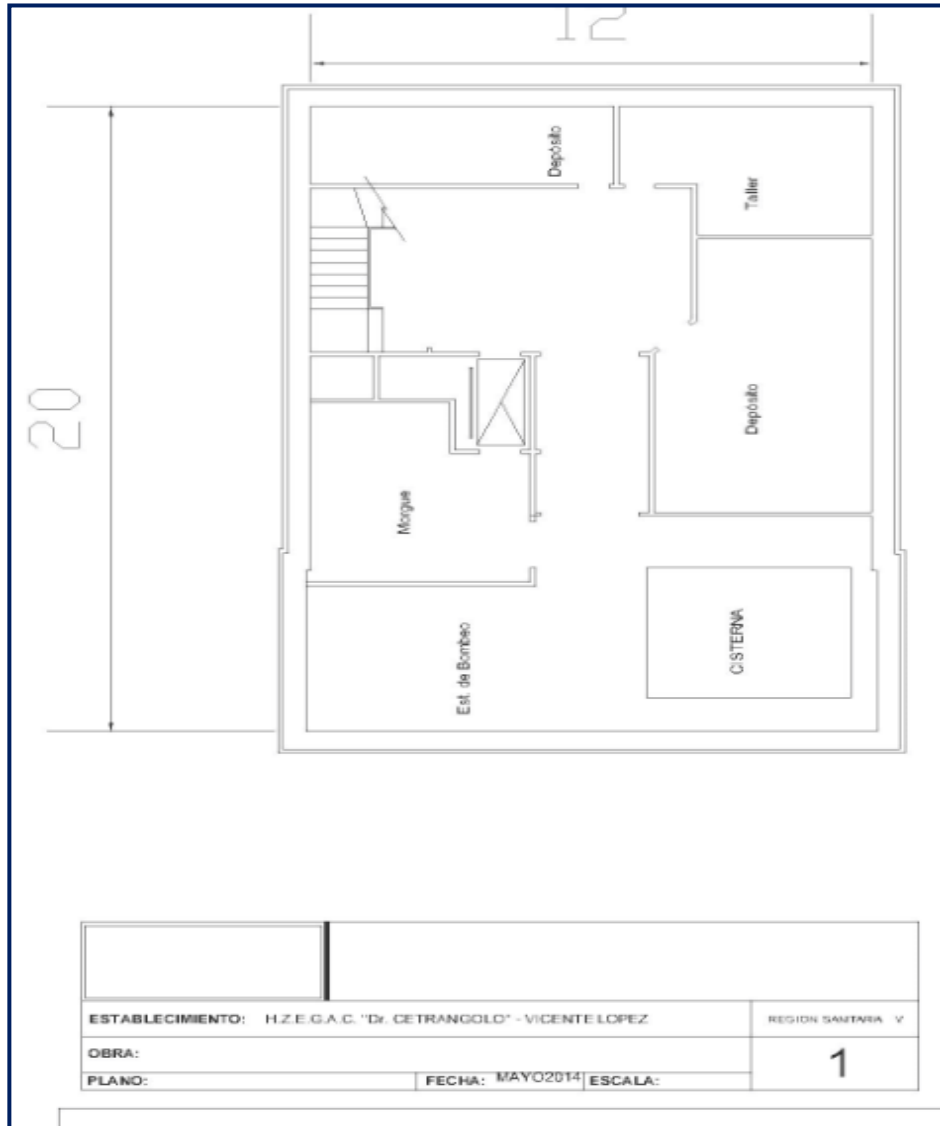 12
Depósito
Taller
20
Depósito
Morgue
Est. de Bombeo
CISTERNA
ESTABLECIMIENTO: H.Z.E.G.A.C. "Dr. CETRANGOLO" - VICENTE LOPEZ
REGION SANITARIA V
OBRA:
1
PLANO:
FECHA: MAYO2014
ESCALA: